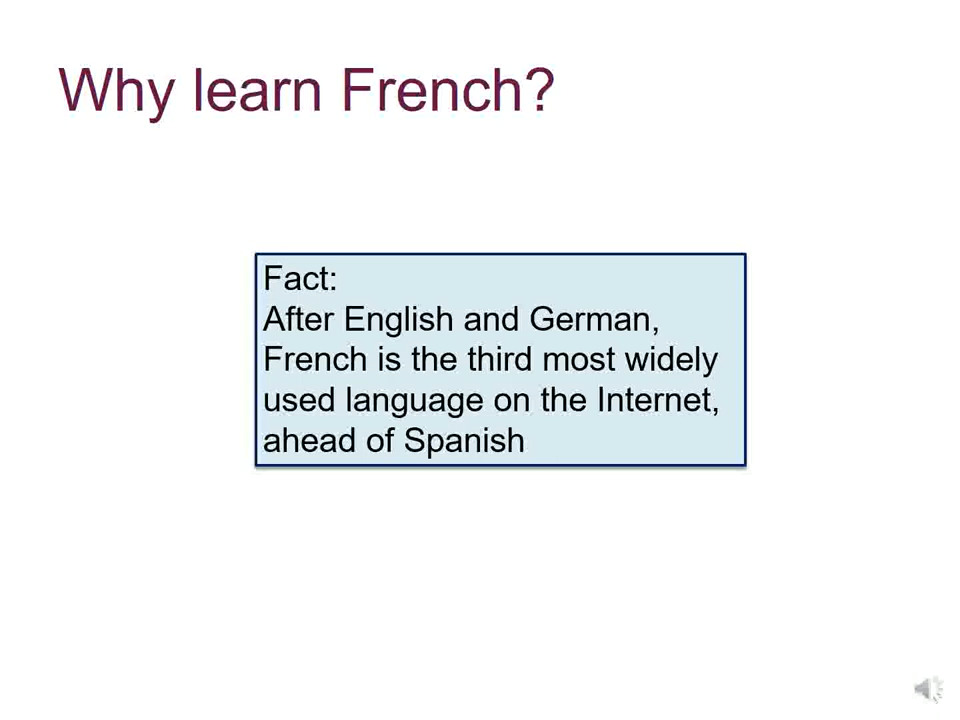 Why learn French?
Fact:
After English and German,
French is the third most widely
used language on the Internet,
ahead of Spanish